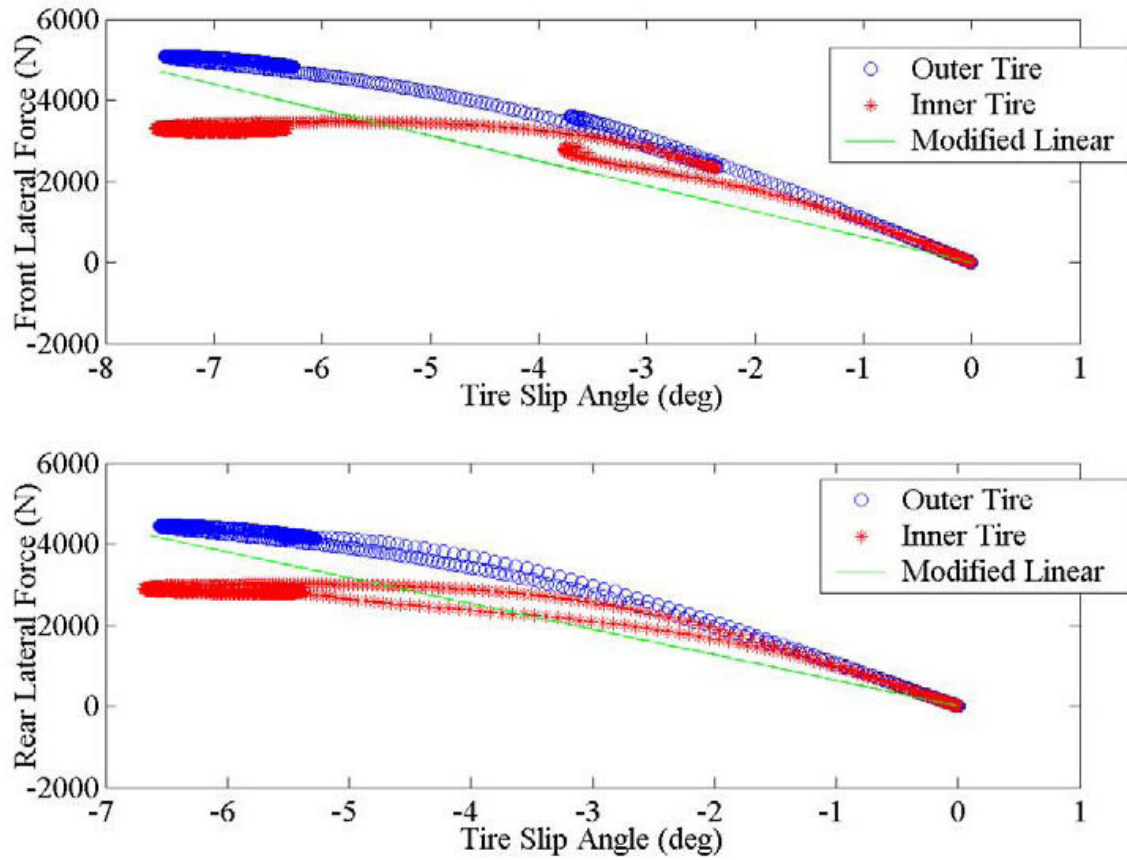 6000
4000
2000
0
-2000
Front Lateral Force (N)
Outer Tire
Inner Tire
Modified Linear
-8 -7 -6 -5 -4 -3 -2 -1 0 1
Tire Slip Angle (deg)
6000
4000
2000
0
-2000
Rear Lateral Force (N)
Outer Tire
Inner Tire
Modified Linear
-7 -6 -5 -4 -3 -2 -1 0 1
Tire Slip Angle (deg)